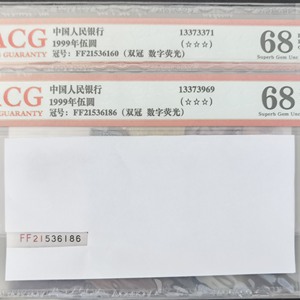 ACG
GUARANTY
中国人民银行
1999年伍圆
冠号：FF21536160（双冠 数字荧光）
13373371
(☆☆☆)
68
Superb Gem Unc
ACG
GUARANTY
中国人民银行
1999年伍圆
冠号：FF21536186（双冠 数字荧光）
13373969
(☆☆☆)
68
Superb Gem Unc
FF21536186